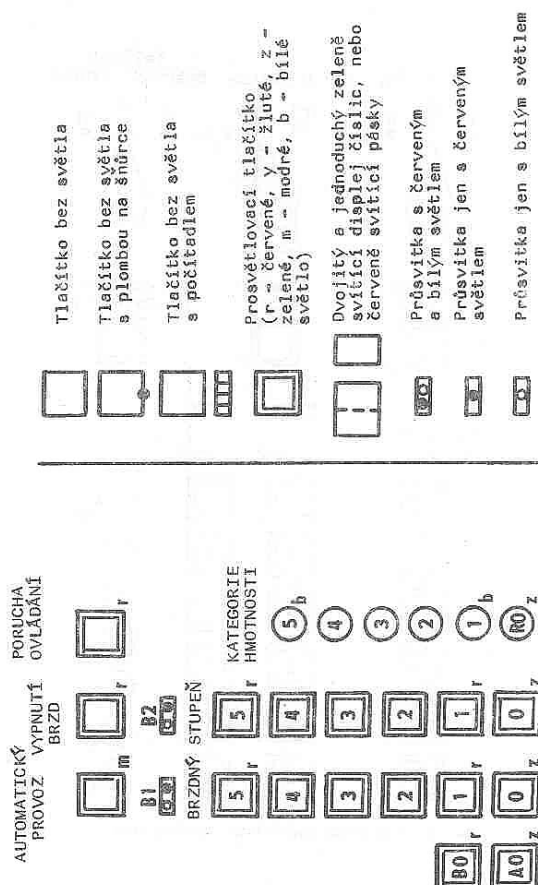 AUTOMATICKÝ
PROVOZ
m
VYPNUTÍ
BRZD
r
PORUCHA
OVLÁDÁNÍ
r
B1
B2
BRZDNÝ STUPEŇ
5 r
4
3
2
1 r
0 z
5 r
4
3
2
1 r
0 z
B0 r
A0 z
KATEGORIE
HMOTNOSTI
5 b
4
3
2
1 b
R0 z
Tlačítko bez světla
Tlačítko bez světla
s plombou na šňůrce
Tlačítko bez světla
s počítadlem
Prosvětlovací tlačítko
(r - červené, y - žluté, z -
zelené, m - modré, b - bílé
světlo)
Dvojitý a jednoduchý zeleně
svítící displej číslic, nebo
červeně svítící pásky
Průsvitka s červeným
a bílým světlem
Průsvitka jen s červeným
světlem
Průsvitka jen s bílým světlem